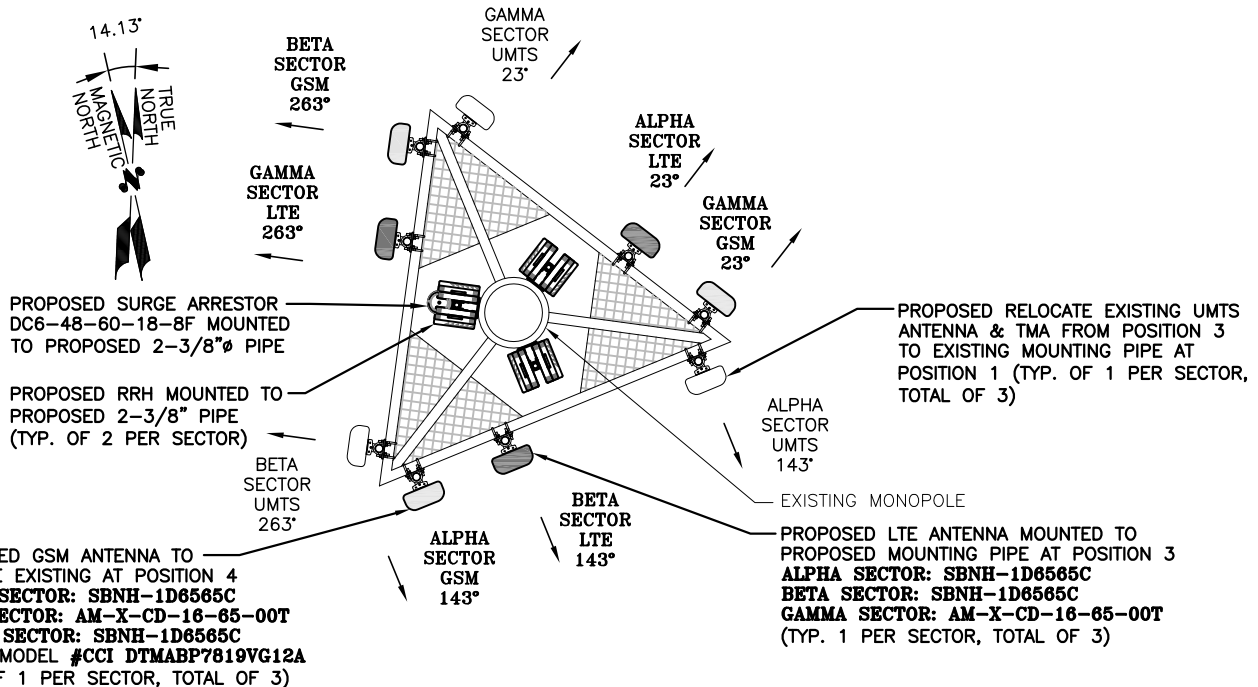 14.13°
TRUE
NORTH
MAGNETIC
NORTH
N
BETA
SECTOR
GSM
263°
GAMMA
SECTOR
UMTS
23°
ALPHA
SECTOR
LTE
23°
GAMMA
SECTOR
LTE
263°
GAMMA
SECTOR
GSM
23°
PROPOSED SURGE ARRESTOR
DC6-48-60-18-8F MOUNTED
TO PROPOSED 2-3/8"ø PIPE
PROPOSED RRH MOUNTED TO
PROPOSED 2-3/8" PIPE
(TYP. OF 2 PER SECTOR)
PROPOSED RELOCATE EXISTING UMTS
ANTENNA & TMA FROM POSITION 3
TO EXISTING MOUNTING PIPE AT
POSITION 1 (TYP. OF 1 PER SECTOR,
TOTAL OF 3)
ALPHA
SECTOR
UMTS
143°
BETA
SECTOR
UMTS
263°
EXISTING MONOPOLE
BETA
SECTOR
LTE
143°
ALPHA
SECTOR
GSM
143°
PROPOSED LTE ANTENNA MOUNTED TO
PROPOSED MOUNTING PIPE AT POSITION 3
ALPHA SECTOR: SBNH-1D6565C
BETA SECTOR: SBNH-1D6565C
GAMMA SECTOR: AM-X-CD-16-65-00T
(TYP. 1 PER SECTOR, TOTAL OF 3)
ED GSM ANTENNA TO
EXISTING AT POSITION 4
SECTOR: SBNH-1D6565C
SECTOR: AM-X-CD-16-65-00T
SECTOR: SBNH-1D6565C
MODEL #CCI DTMABP7819VG12A
F 1 PER SECTOR, TOTAL OF 3)